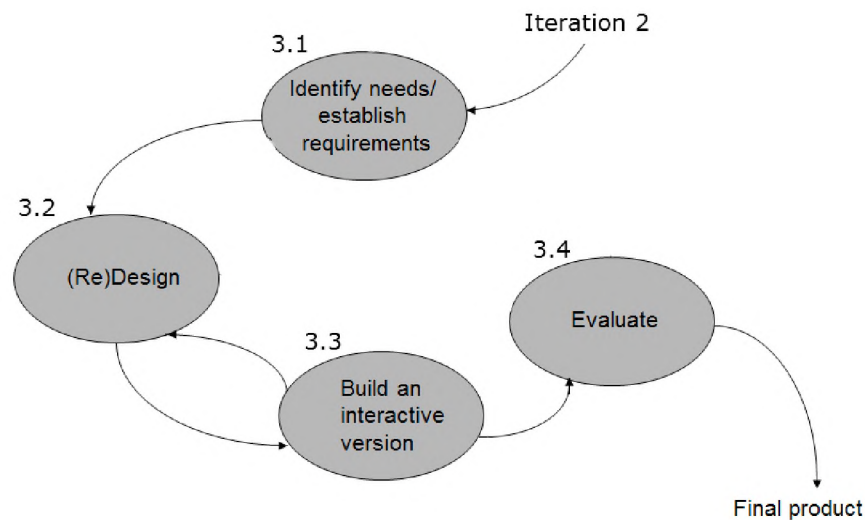 Iteration 2
3.1
Identify needs/
establish
requirements
3.2
(Re)Design
3.3
Build an
interactive
version
3.4
Evaluate
Final product